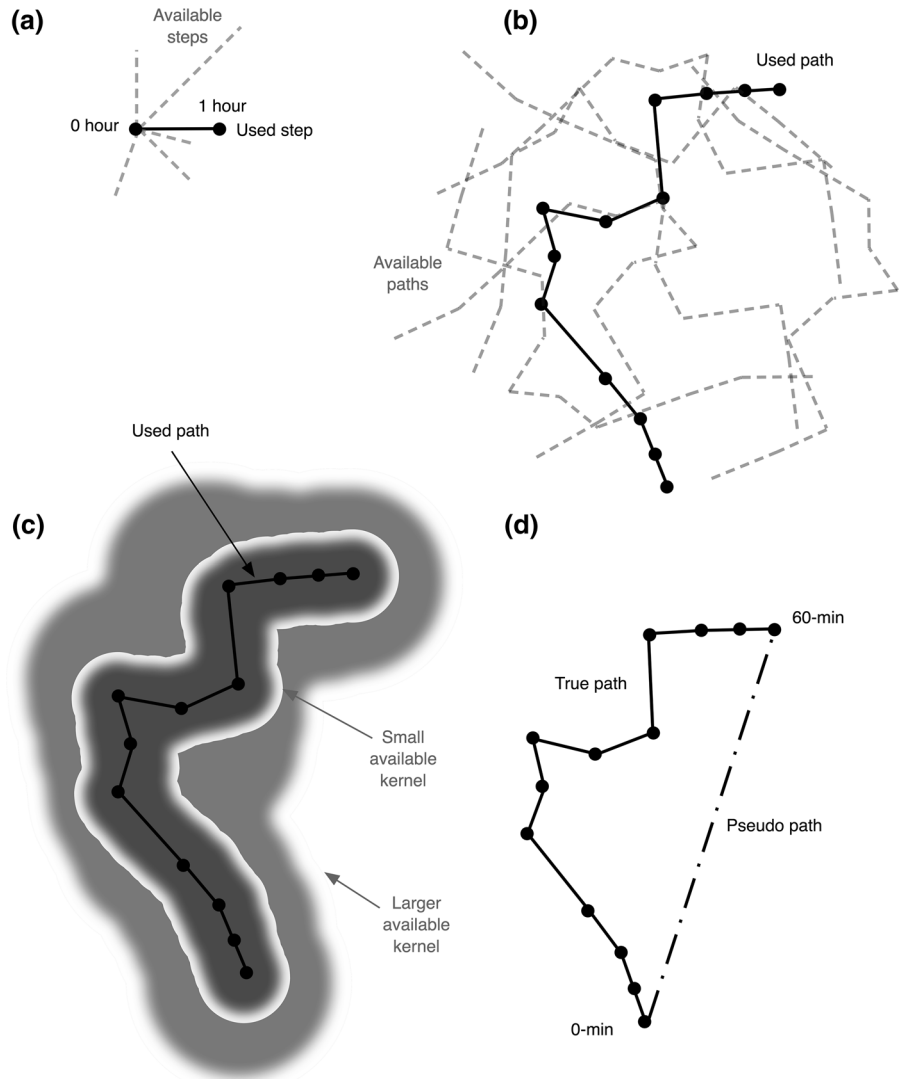 (a)
Available
steps
0 hour
1 hour
Used step
(b)
Used path
Available
paths
(c)
Used path
Small
available
kernel
Larger
available
kernel
(d)
60-min
True path
Pseudo path
0-min